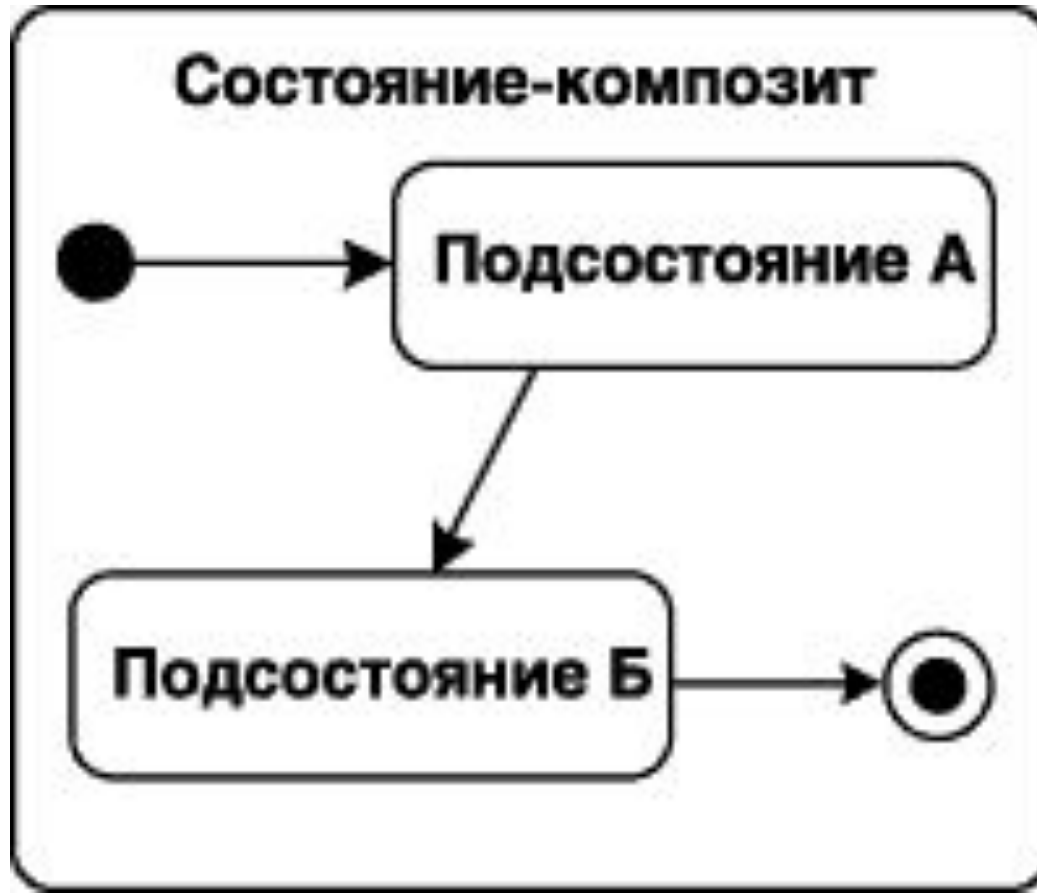 Состояние-композит
Подсостояние А
Подсостояние Б